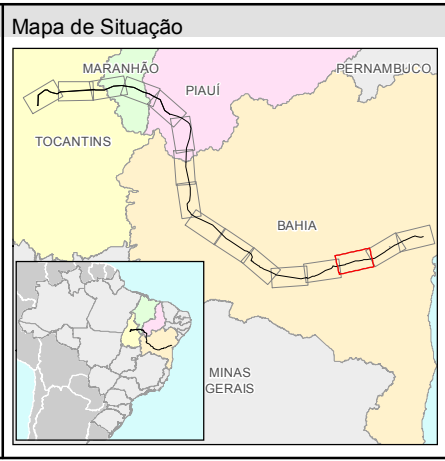 Mapa de Situação
MARANHÃO
PERNAMBUCO
PIAUÍ
TOCANTINS
BAHIA
MINAS
GERAIS